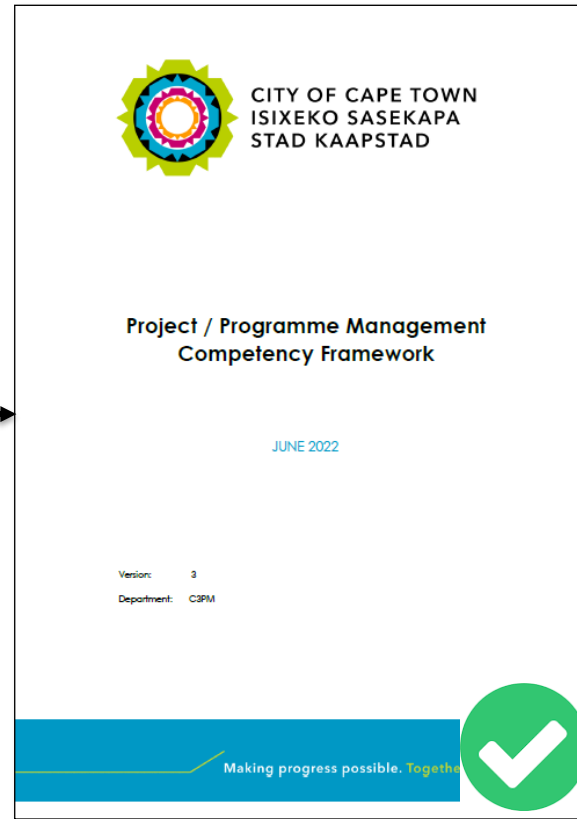 CITY OF CAPE TOWN
ISIXEKO SASEKAPA
STAD KAAPSTAD
Project / Programme Management
Competency Framework
JUNE 2022
Version: 3
Department: C3PM
Making progress possible. Togethe